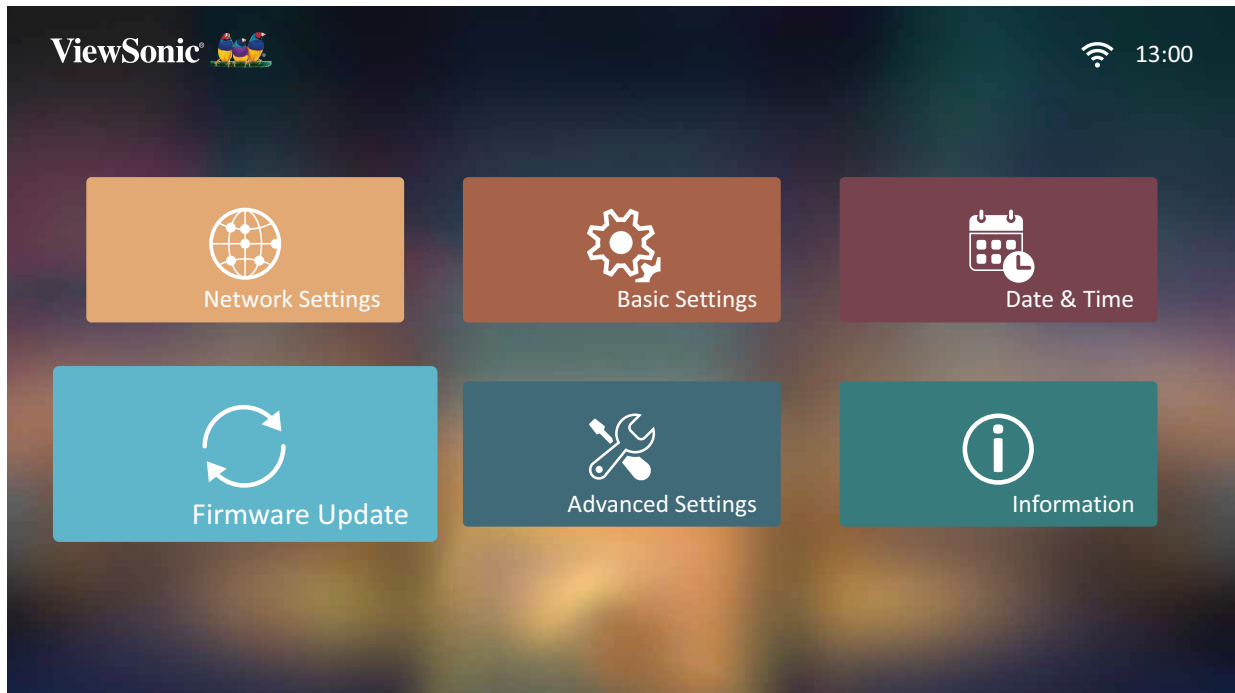 ViewSonic®
13:00
Network Settings
Basic Settings
Date & Time
Firmware Update
Advanced Settings
Information